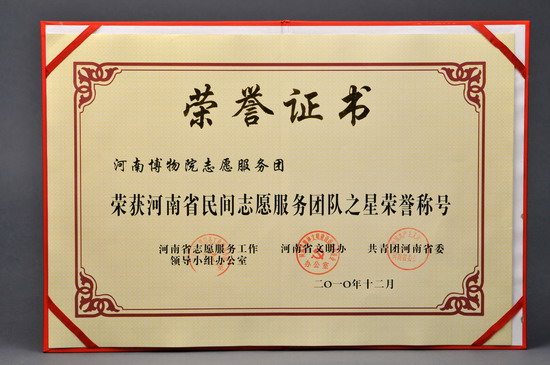 荣誉证书
河南博物院志愿服务团
荣获河南省民间志愿服务团队之星荣誉称号
河南省志愿服务工作 河南省文明办 共青团河南省委
领导小组办公室
办公室
二〇一〇年十二月